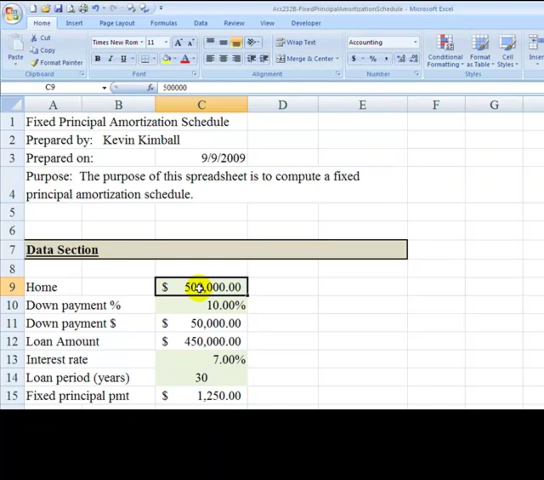 Acc232B-FixedPrincipalAmortizationSchedule - Microsoft Excel
Home Insert Page Layout Formulas Data Review View Developer
Cut
Copy
Format Painter
Paste
Clipboard
Times New Rom 11
B I U
Font
Wrap Text
Merge & Center
Alignment
Accounting
$ % ,
Number
Conditional Formatting
Format as Table
Cell Styles
Styles
C9 fx 500000
A B C D E F G
1 Fixed Principal Amortization Schedule
2 Prepared by: Kevin Kimball
3 Prepared on: 9/9/2009
Purpose: The purpose of this spreadsheet is to compute a fixed
4 principal amortization schedule.
5
6
7 Data Section
8
9 Home $ 500,000.00
10 Down payment % 10.00%
11 Down payment $ $ 50,000.00
12 Loan Amount $ 450,000.00
13 Interest rate 7.00%
14 Loan period (years) 30
15 Fixed principal pmt $ 1,250.00